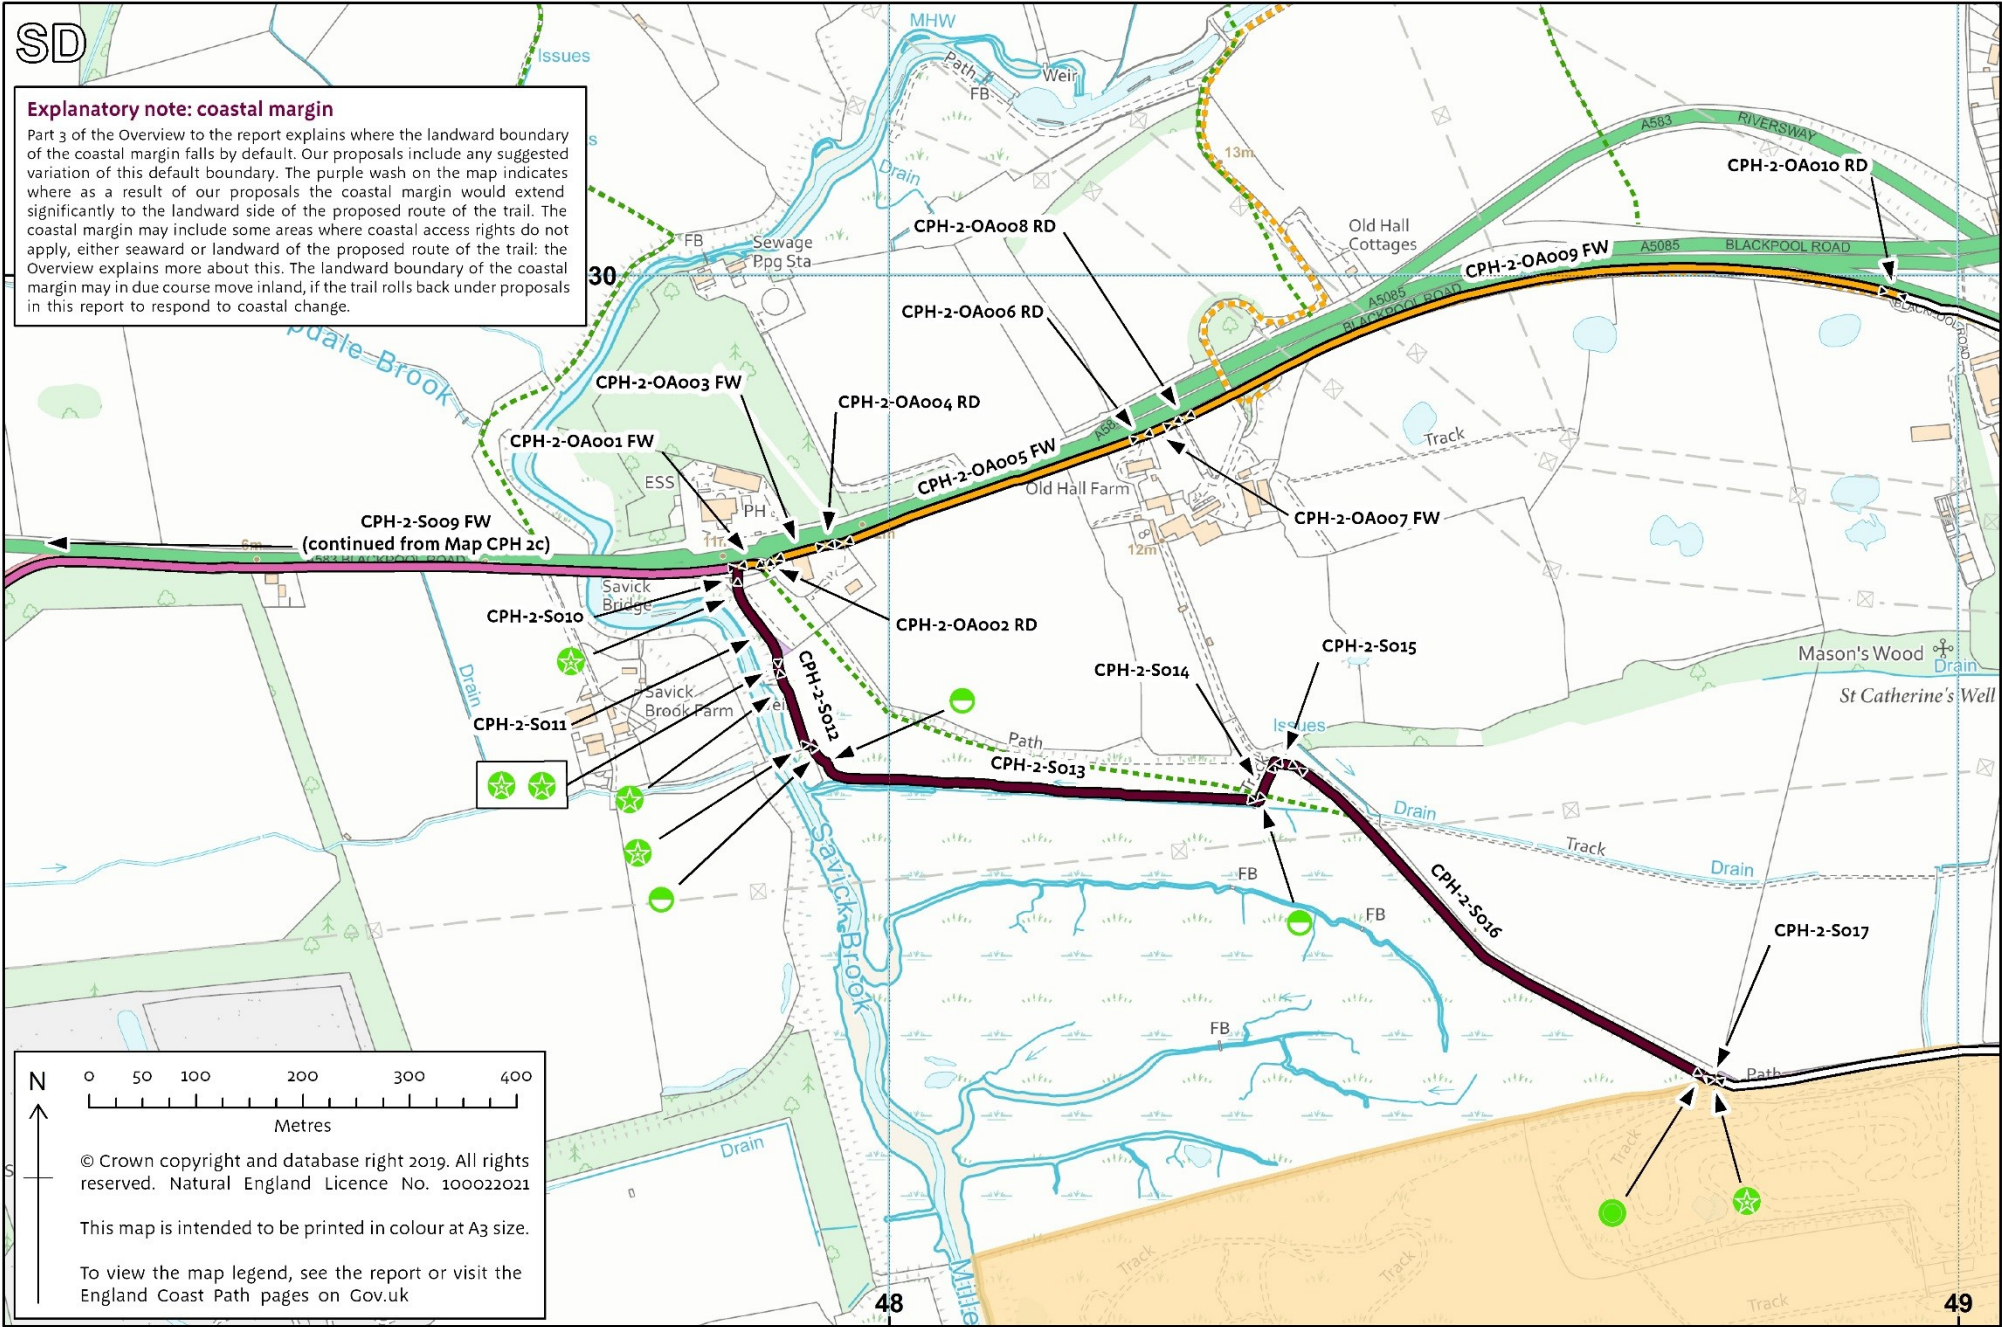 SD
Explanatory note: coastal margin
Part 3 of the Overview to the report explains where the landward boundary
of the coastal margin falls by default. Our proposals include any suggested
variation of this default boundary. The purple wash on the map indicates
where as a result of our proposals the coastal margin would extend
significantly to the landward side of the proposed route of the trail. The
coastal margin may include some areas where coastal access rights do not
apply, either seaward or landward of the proposed route of the trail: the
Overview explains more about this. The landward boundary of the coastal
margin may in due course move inland, if the trail rolls back under proposals
in this report to respond to coastal change.
Issues
MHW
Path
FB
Weir
Drain
13m
A583
RIVERSWAY
CPH-2-OA010 RD
CPH-2-OA008 RD
Old Hall
Cottages
A5085
BLACKPOOL ROAD
CPH-2-OA009 FW
FB
Sewage
Ppg Sta
30
A5085
BLACKPOOL ROAD
BLACKPOOL ROAD
CPH-2-OA006 RD
Brook
CPH-2-OA003 FW
CPH-2-OA004 RD
CPH-2-OA001 FW
CPH-2-OA005 FW
Track
ESS
PH
Old Hall Farm
CPH-2-OA007 FW
CPH-2-S009 FW
(continued from Map CPH 2c)
BLACKPOOL ROAD
12m
Savick
Bridge
CPH-2-S010
CPH-2-OA002 RD
CPH-2-S015
Mason's Wood
Drain
St Catherine's Well
CPH-2-S014
Drain
Savick
Brook Farm
CPH-2-S011
CPH-2-S012
Issues
Path
CPH-2-S013
Drain
Track
Drain
Savick Brook
FB
FB
CPH-2-S016
CPH-2-S017
FB
Path
N
0 50 100 200 300 400
Metres
© Crown copyright and database right 2019. All rights
reserved. Natural England Licence No. 100022021
This map is intended to be printed in colour at A3 size.
To view the map legend, see the report or visit the
England Coast Path pages on Gov.uk
Drain
Track
Track
Track
Track
48
49